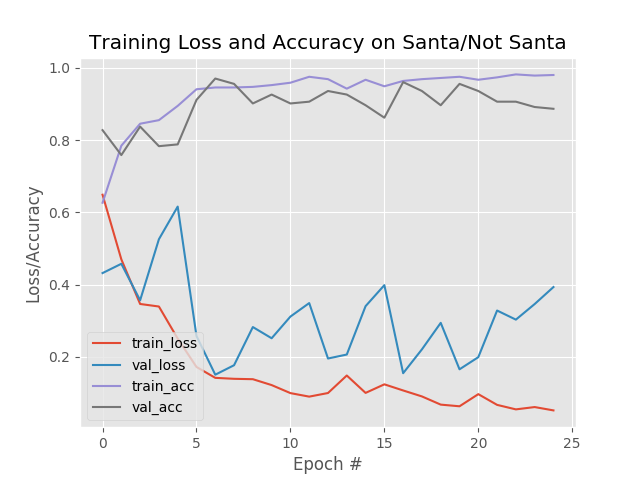 Training Loss and Accuracy on Santa/Not Santa
Loss/Accuracy
1.0
0.8
0.6
0.4
0.2
train_loss
val_loss
train_acc
val_acc
0 5 10 15 20 25
Epoch #